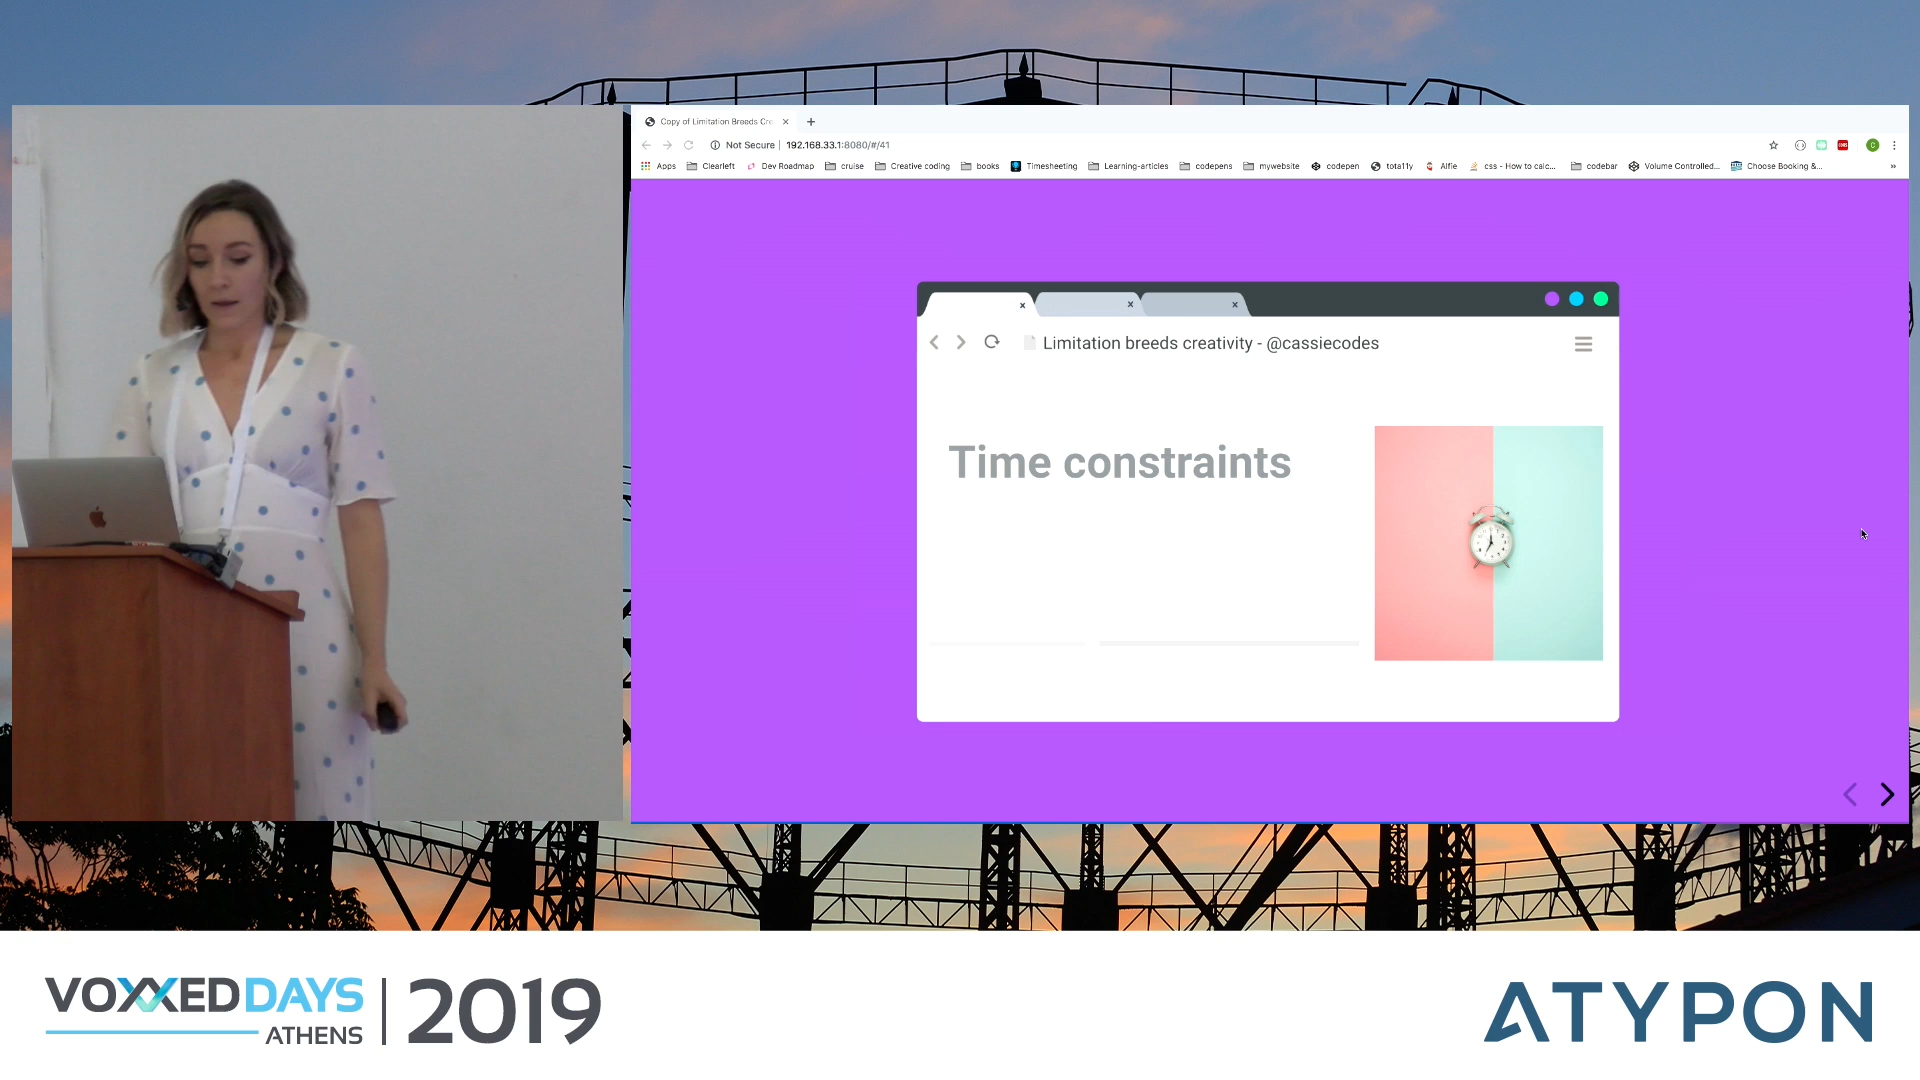 Copy of Limitation Breeds Cre
Not Secure | 192.168.33.1:8080/#/41
Apps Clearleft Dev Roadmap cruise Creative coding books Timesheeting Learning-articles codepens mywebsite codepen tota11y Alfie css - How to calc... codebar Volume Controlled... Choose Booking &... »
Limitation breeds creativity - @cassiecodes
Time constraints
VOXXED DAYS
ATHENS
2019
ATYPON